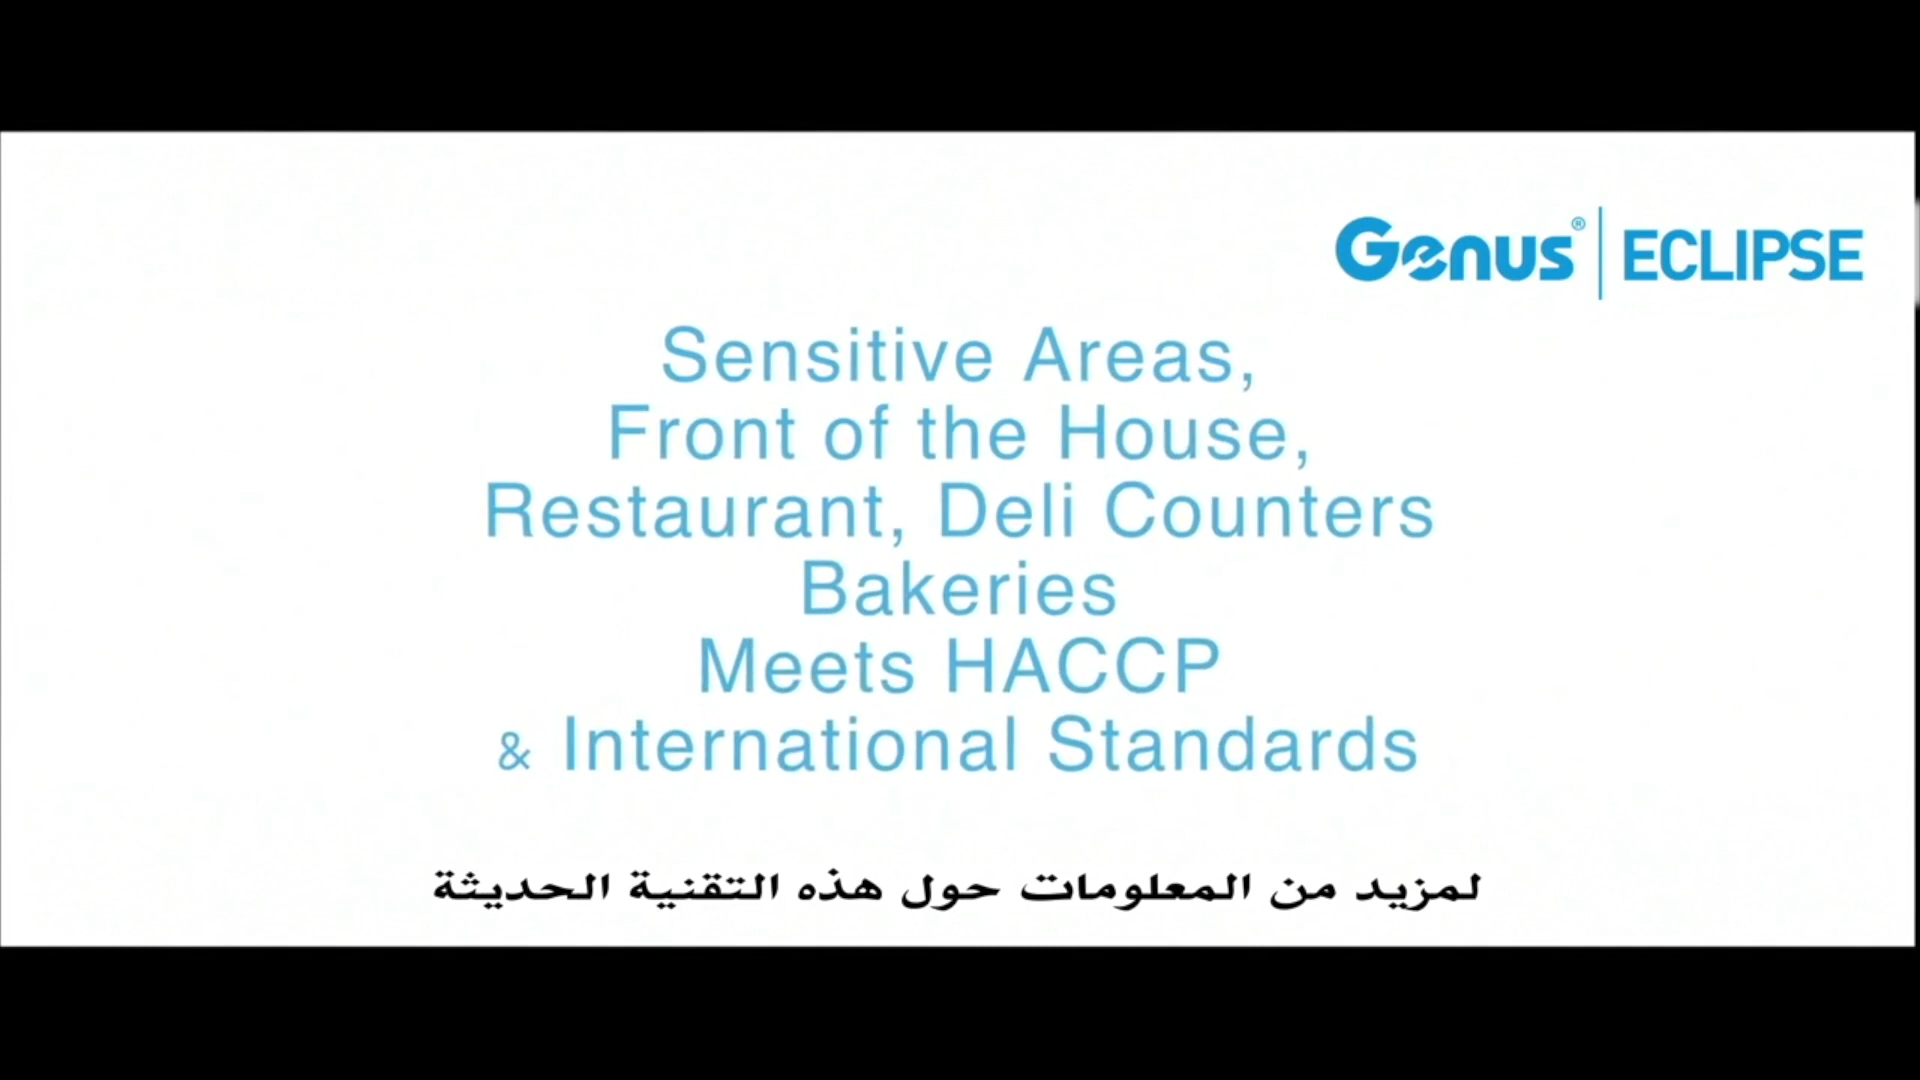 Genus® | ECLIPSE
Sensitive Areas,
Front of the House,
Restaurant, Deli Counters
Bakeries
Meets HACCP
& International Standards
لمزيد من المعلومات حول هذه التقنية الحديثة